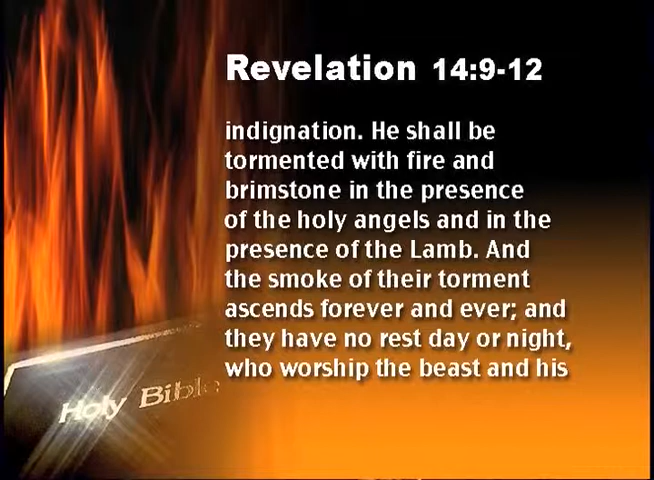 Revelation 14:9-12
indignation. He shall be
tormented with fire and
brimstone in the presence
of the holy angels and in the
presence of the Lamb. And
the smoke of their torment
ascends forever and ever; and
they have no rest day or night,
who worship the beast and his
Holy Bible